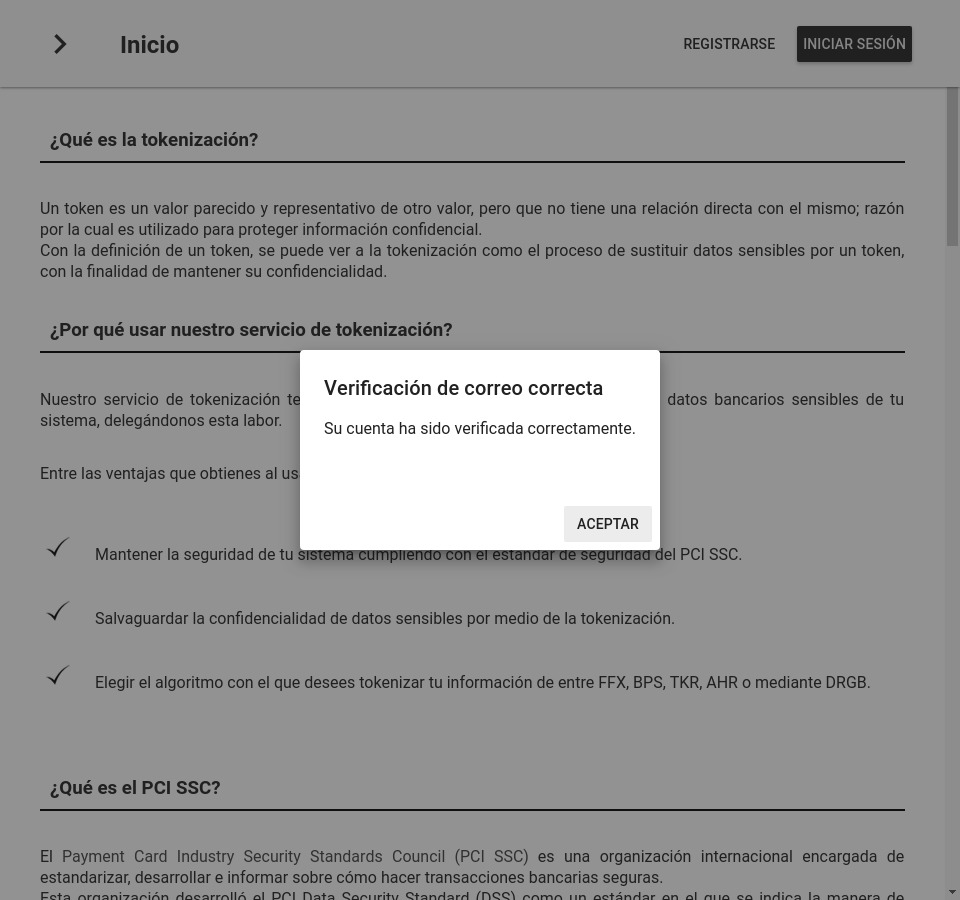 Inicio
REGISTRARSE
INICIAR SESIÓN
¿Qué es la tokenización?
Un token es un valor parecido y representativo de otro valor, pero que no tiene una relación directa con el mismo; razón
por la cual es utilizado para proteger información confidencial.
Con la definición de un token, se puede ver a la tokenización como el proceso de sustituir datos sensibles por un token,
con la finalidad de mantener su confidencialidad.
¿Por qué usar nuestro servicio de tokenización?
Nuestro servicio de tokenización te
datos bancarios sensibles de tu
sistema, delegándonos esta labor.
Entre las ventajas que obtienes al
Verificación de correo correcta
Su cuenta ha sido verificada correctamente.
ACEPTAR
Mantener la seguridad de tu sistema cumpliendo con el estándar de seguridad del PCI SSC.
Salvaguardar la confidencialidad de datos sensibles por medio de la tokenización.
Elegir el algoritmo con el que desees tokenizar tu información de entre FFX, BPS, TKR, AHR o mediante DRGB.
¿Qué es el PCI SSC?
El Payment Card Industry Security Standards Council (PCI SSC) es una organización internacional encargada de
estandarizar, desarrollar e informar sobre cómo hacer transacciones bancarias seguras.
Esta organización desarrolló el PCI Data Security Standard (DSS) como un estándar en el que se indica la manera de